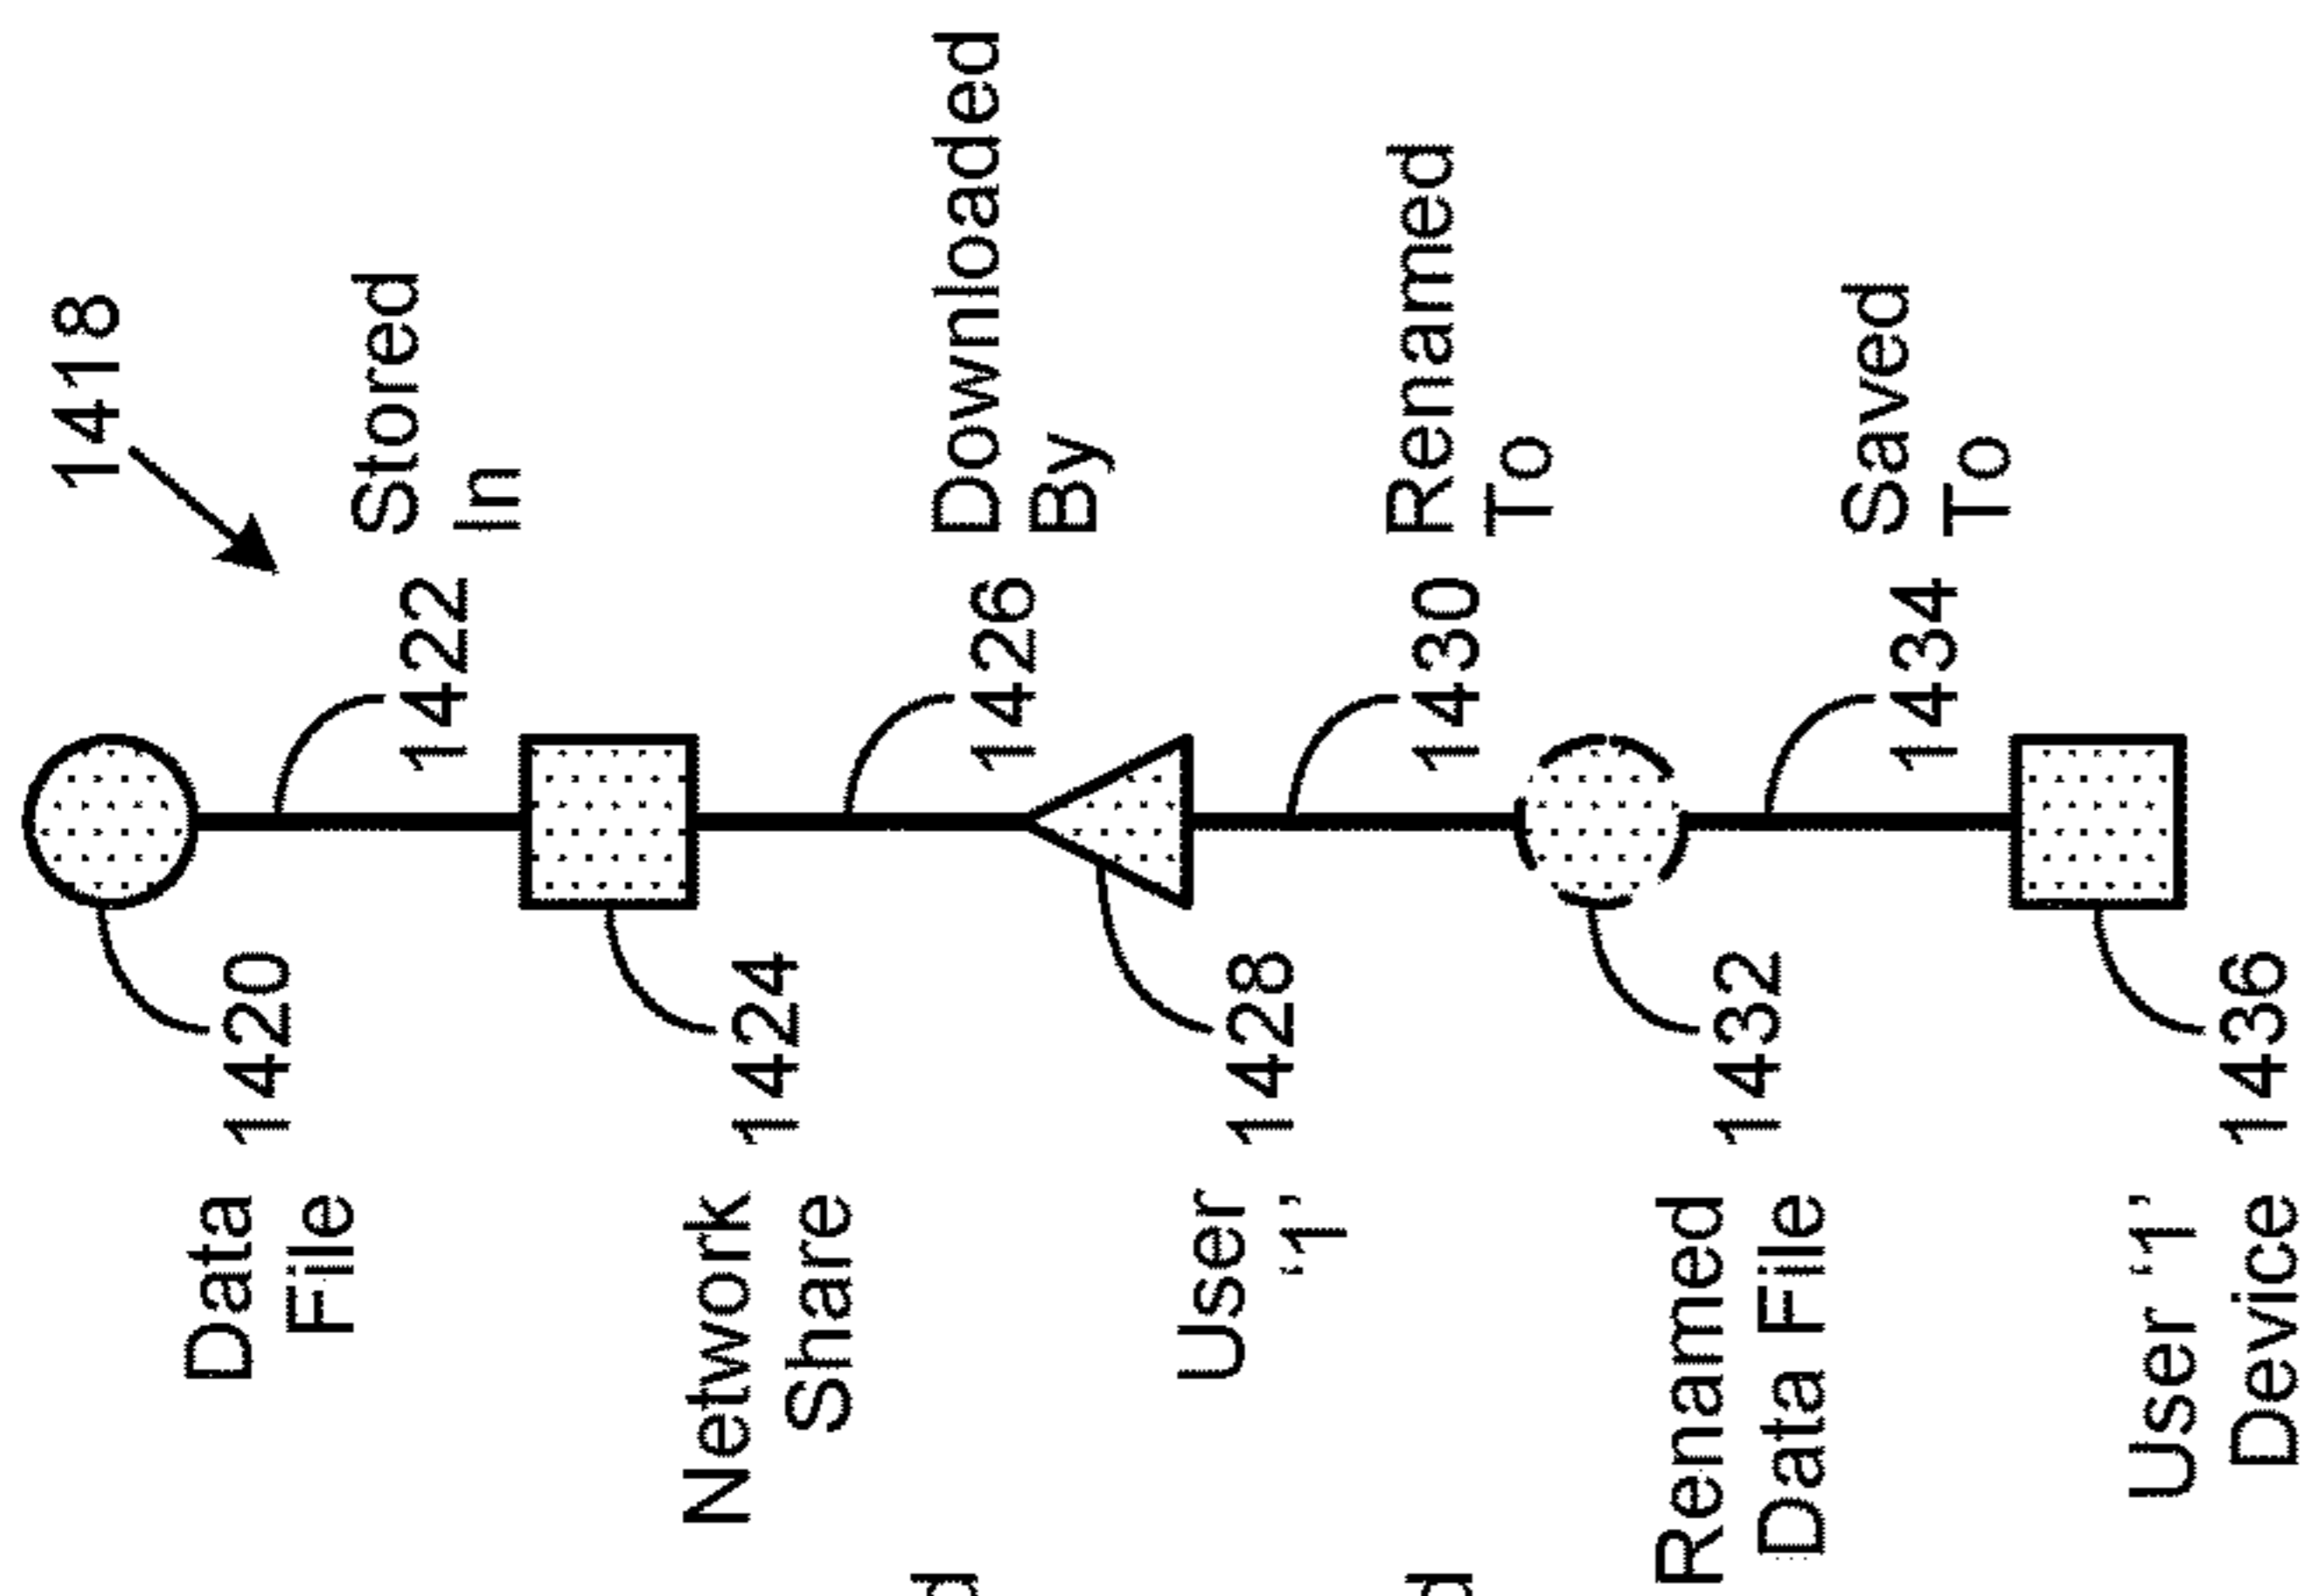 1418
Data
File
1420
1422
Stored
In
Network
Share
1424
1426
Downloaded
By
User
‘1’
1428
1430
Renamed
To
Renamed
Data File
1432
1434
Saved
To
User ‘1’
Device
1436